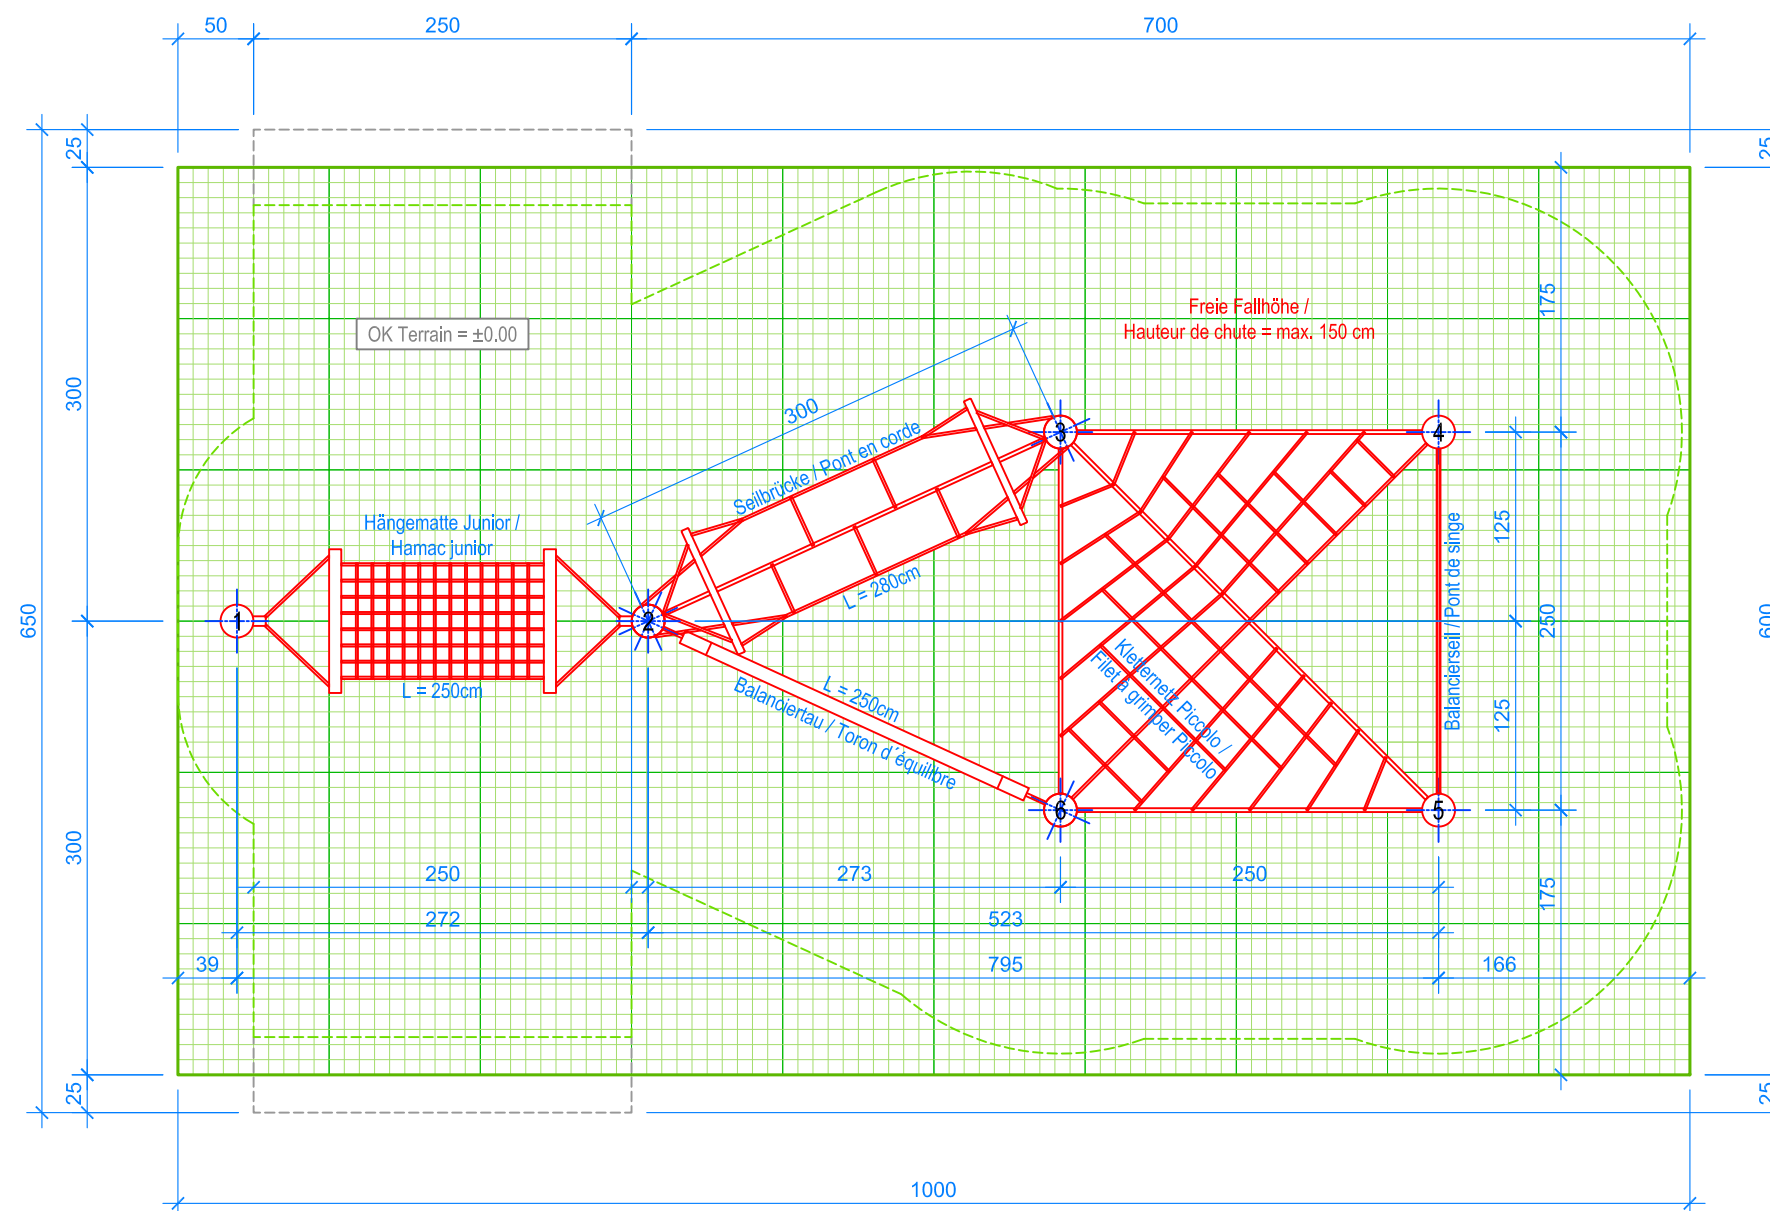 50
250
700
25
25
OK Terrain = ±0.00
Freie Fallhöhe /
Hauteur de chute = max. 150 cm
175
300
300
650
600
Seilbrücke / Pont en corde
L = 280cm
Hängematte Junior /
Hamac junior
L = 250cm
1
2
3
4
5
6
125
250
125
Balancierseil / Pont de singe
Kletternetz Piccolo /
Filet à grimper Piccolo
L = 250cm
Balanciertau / Toron d´équilibre
300
175
250
273
250
272
523
39
795
166
25
25
1000